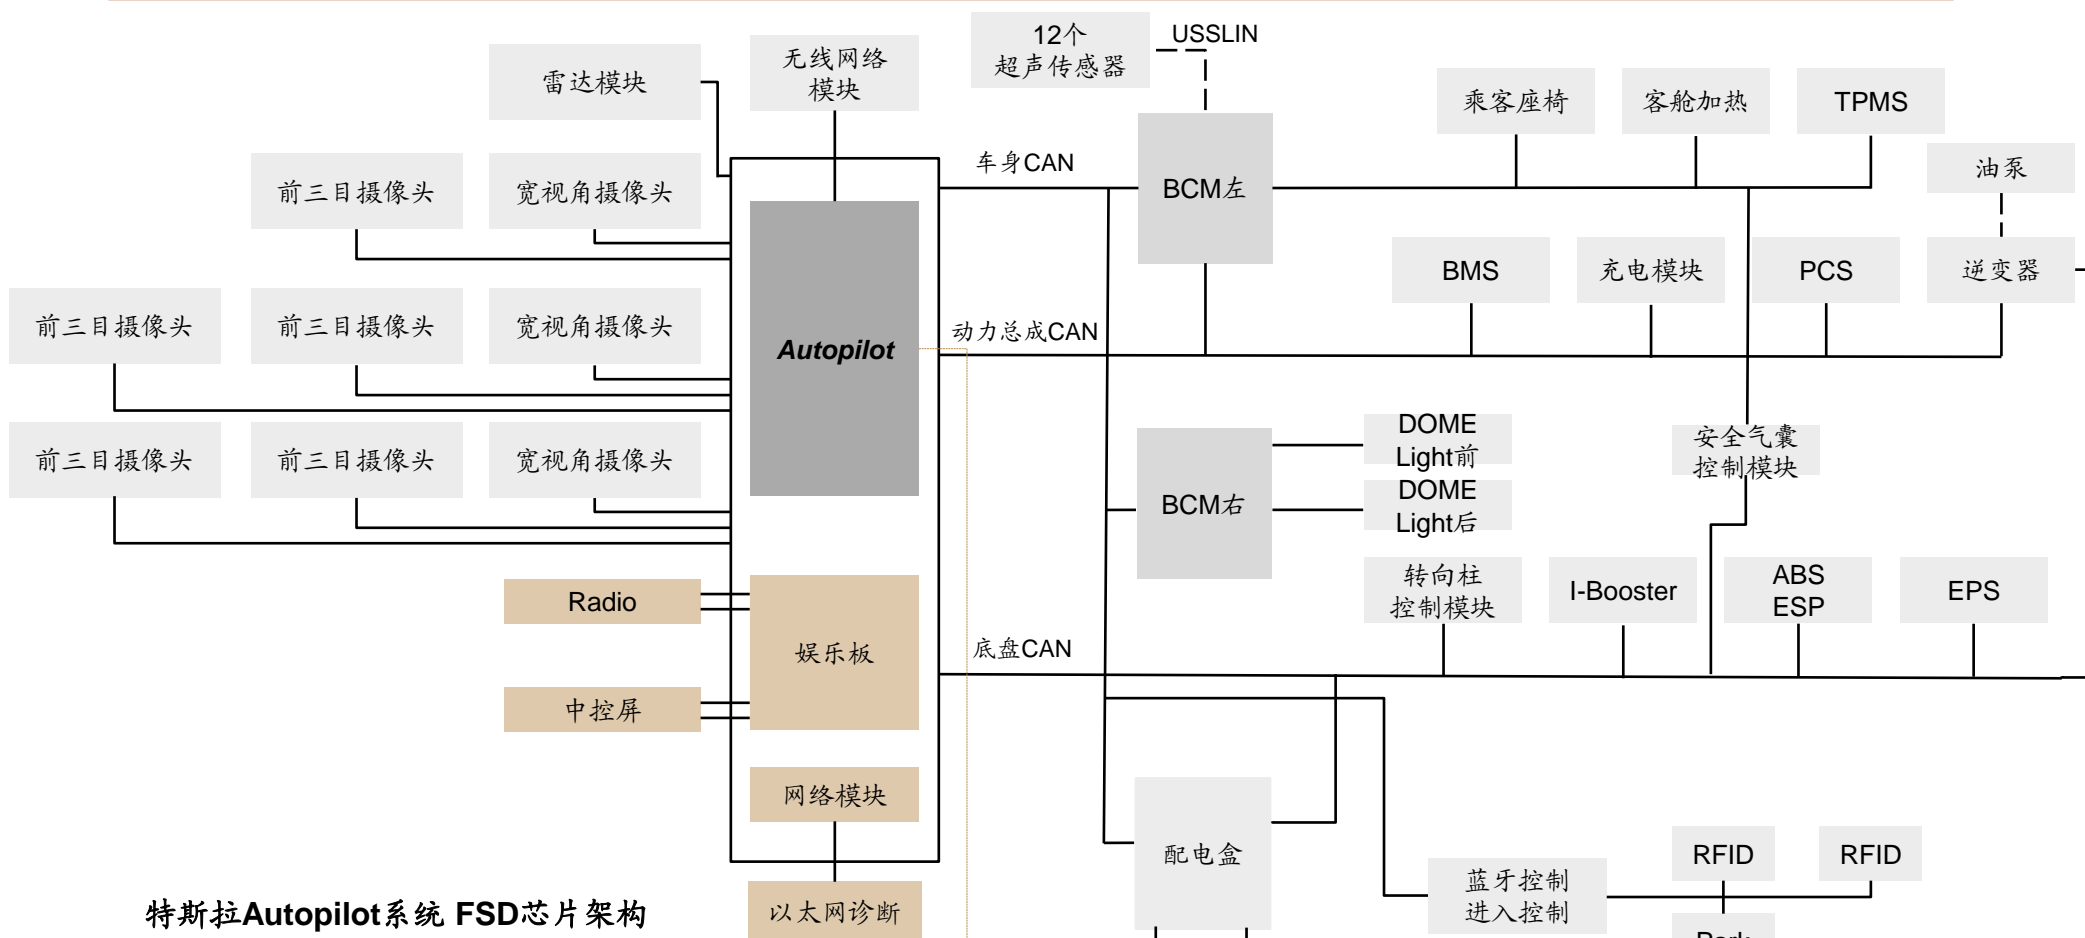 12个
超声传感器
USSLIN
雷达模块
无线网络
模块
乘客座椅
客舱加热
TPMS
前三目摄像头
宽视角摄像头
车身CAN
BCM左
油泵
BMS
充电模块
PCS
逆变器
前三目摄像头
前三目摄像头
宽视角摄像头
Autopilot
动力总成CAN
前三目摄像头
前三目摄像头
宽视角摄像头
BCM右
DOME
Light前
DOME
Light后
安全气囊
控制模块
Radio
娱乐板
中控屏
底盘CAN
转向柱
控制模块
I-Booster
ABS
ESP
EPS
网络模块
以太网诊断
配电盒
蓝牙控制
进入控制
RFID
RFID
特斯拉Autopilot系统 FSD芯片架构